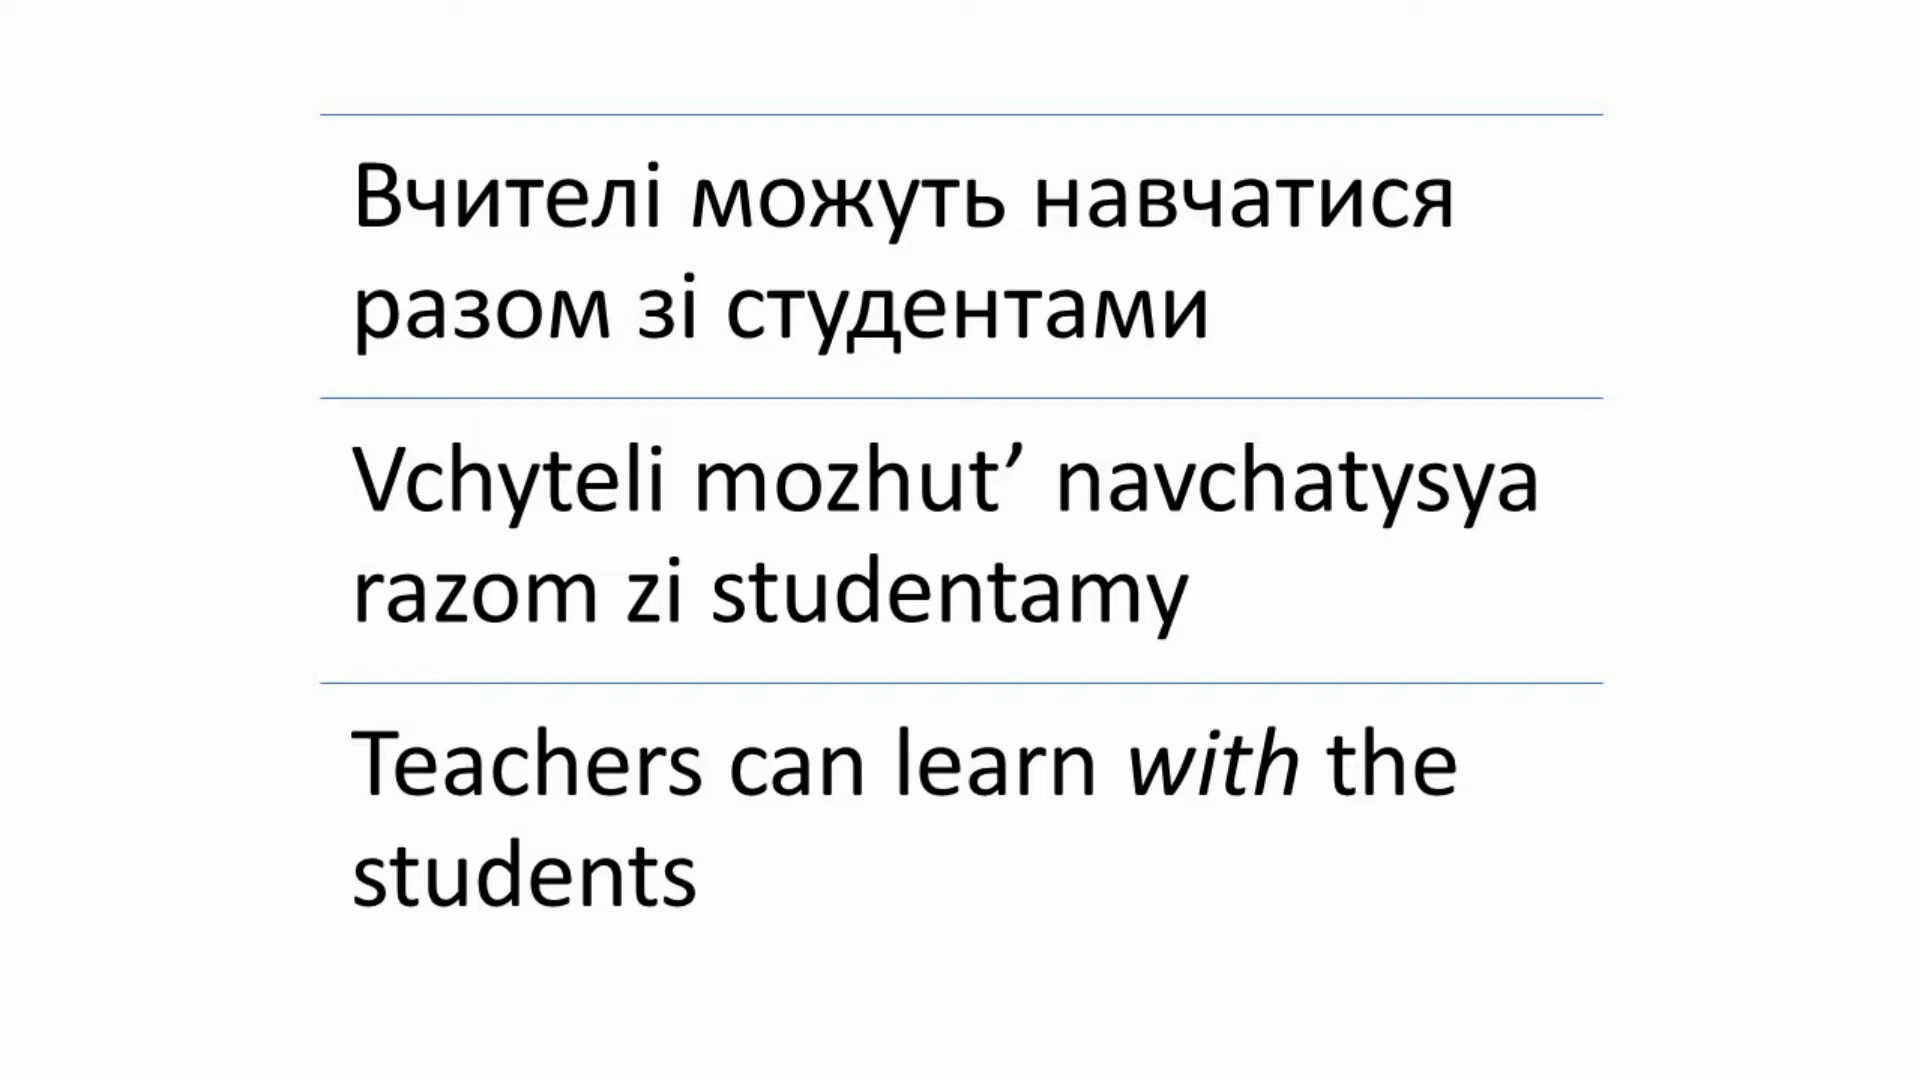 Вчителі можуть навчатися
разом зі студентами
Vchyteli mozhut’ navchatysya
razom zi studentamy
Teachers can learn with the
students